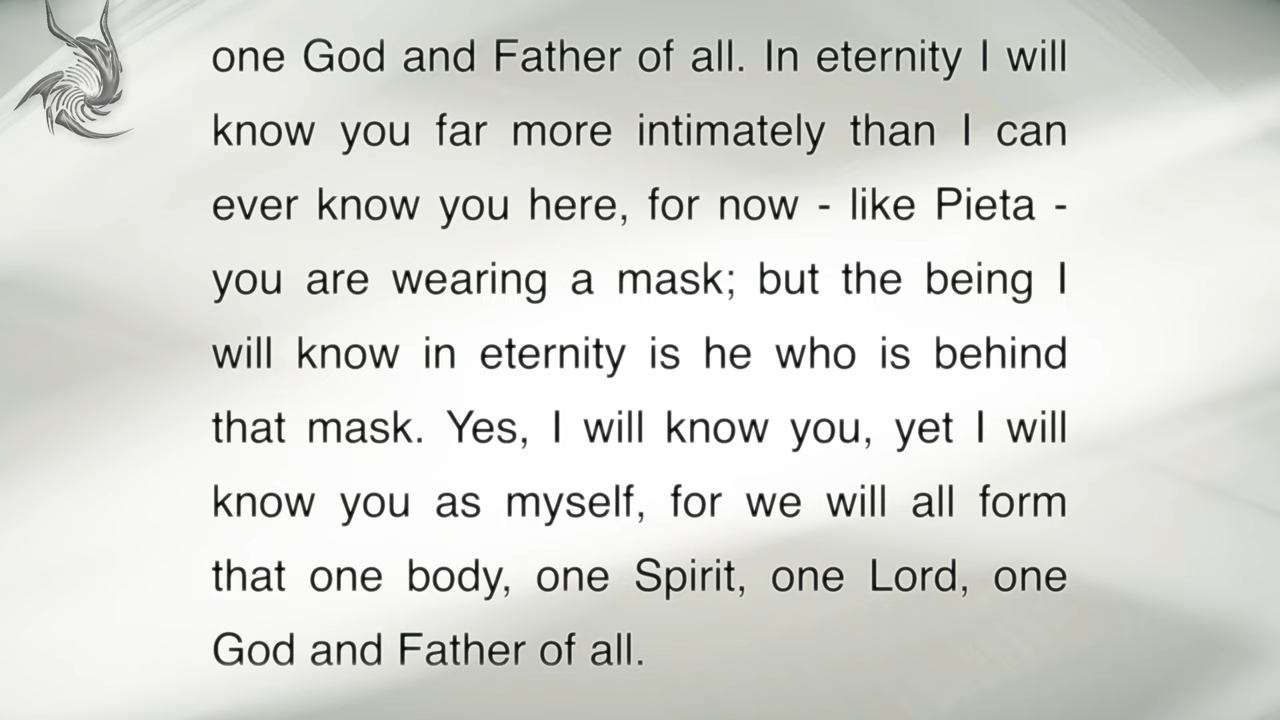 one God and Father of all. In eternity I will
know you far more intimately than I can
ever know you here, for now - like Pieta -
you are wearing a mask; but the being I
will know in eternity is he who is behind
that mask. Yes, I will know you, yet I will
know you as myself, for we will all form
that one body, one Spirit, one Lord, one
God and Father of all.